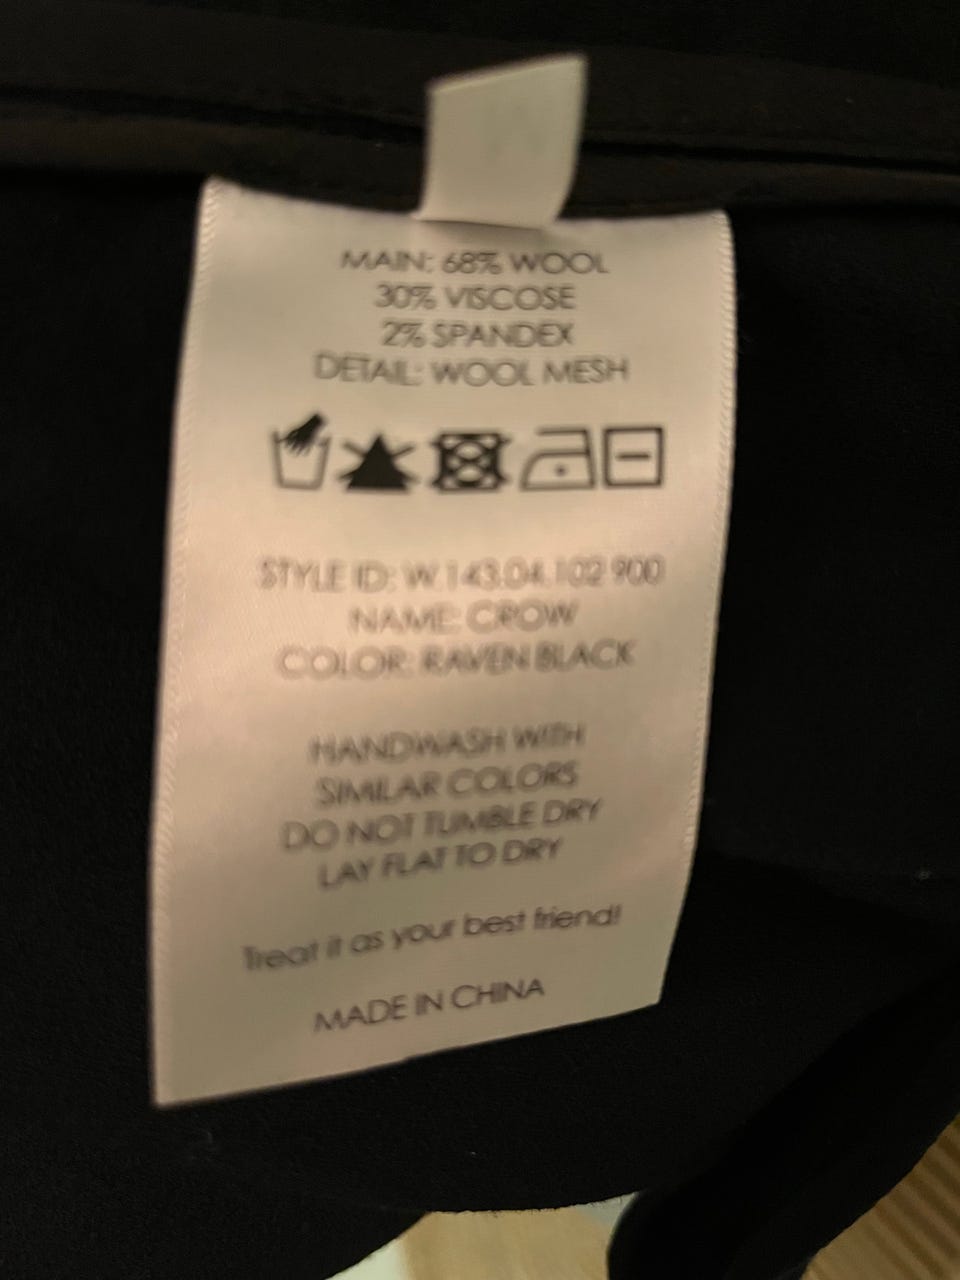 MAIN: 68% WOOL
30% VISCOSE
2% SPANDEX
DETAIL: WOOL MESH
STYLE ID: W.143.04.102 900
NAME: CROW
COLOR: RAVEN BLACK
HANDWASH WITH
SIMILAR COLORS
DO NOT TUMBLE DRY
LAY FLAT TO DRY
Treat it as your best friend!
MADE IN CHINA